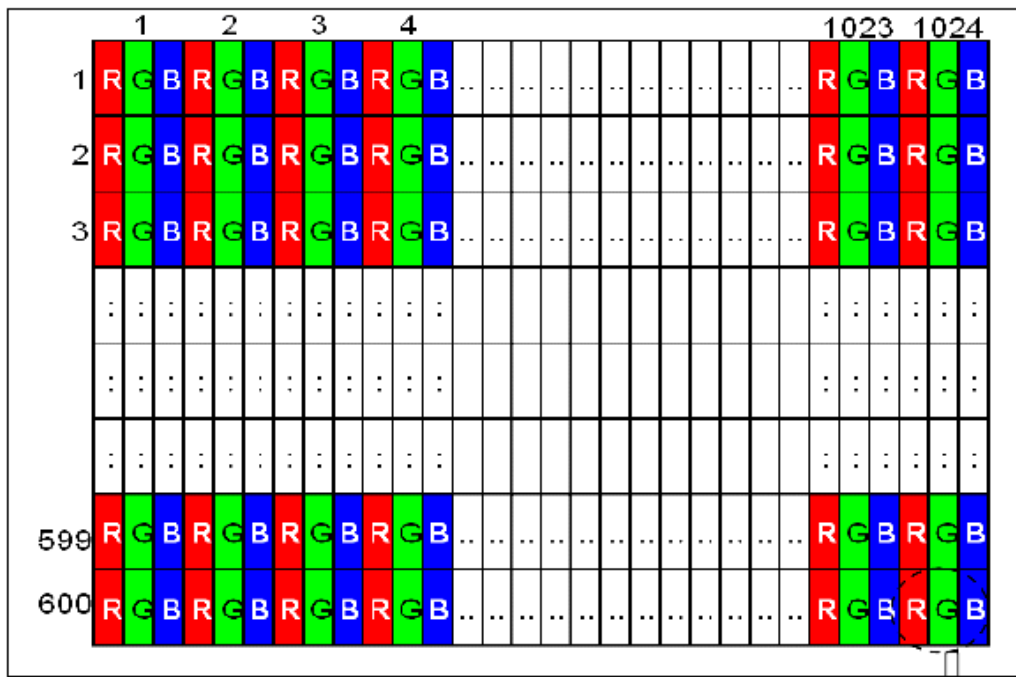 1 2 3 4 1023 1024
1 R G B R G B R G B R G B .. .. .. .. .. .. .. .. .. .. .. .. R G B R G B
2 R G B R G B R G B R G B .. .. .. .. .. .. .. .. .. .. .. .. R G B R G B
3 R G B R G B R G B R G B .. .. .. .. .. .. .. .. .. .. .. .. R G B R G B
: : : : : : : : : : : : : : : : : :
: : : : : : : : : : : : : : : : : :
: : : : : : : : : : : : : : : : : :
599 R G B R G B R G B R G B .. .. .. .. .. .. .. .. .. .. .. .. R G B R G B
600 R G B R G B R G B R G B .. .. .. .. .. .. .. .. .. .. .. .. R G B R G B